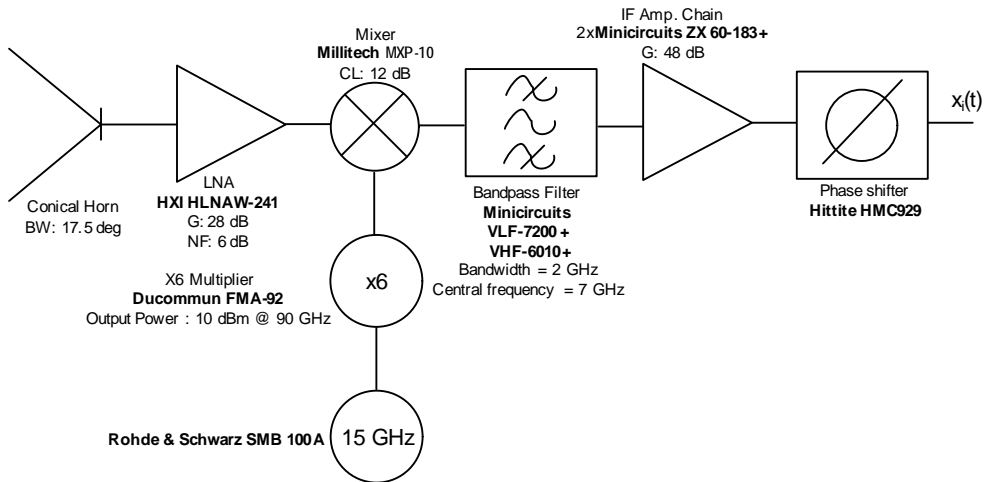 IF Amp. Chain
2xMinicircuits ZX 60-183+
G: 48 dB
Mixer
Millitech MXP-10
CL: 12 dB
xi(t)
LNA
HXI HLNAW-241
G: 28 dB
NF: 6 dB
Conical Horn
BW: 17.5 deg
Bandpass Filter
Minicircuits
VLF-7200 +
VHF-6010+
Bandwidth = 2 GHz
Central frequency = 7 GHz
Phase shifter
Hittite HMC929
X6 Multiplier
Ducommun FMA-92
Output Power : 10 dBm @ 90 GHz
x6
Rohde & Schwarz SMB 100A
15 GHz